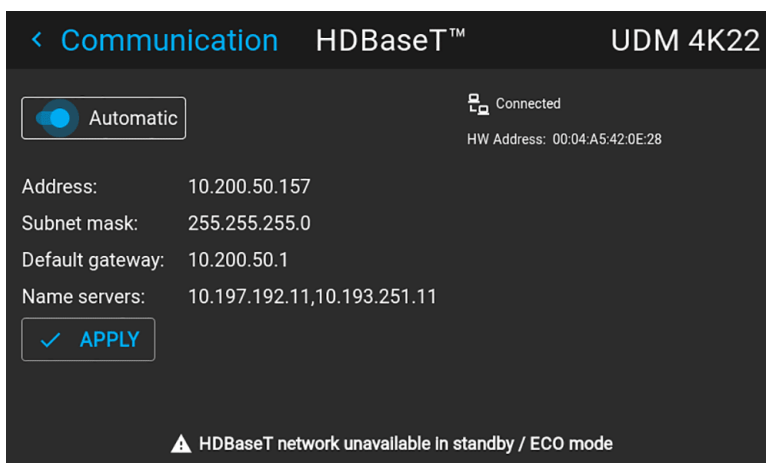 < Communication HDBaseT™ UDM 4K22
Automatic
Connected
HW Address: 00:04:A5:42:0E:28
Address: 10.200.50.157
Subnet mask: 255.255.255.0
Default gateway: 10.200.50.1
Name servers: 10.197.192.11,10.193.251.11
APPLY
HDBaseT network unavailable in standby / ECO mode